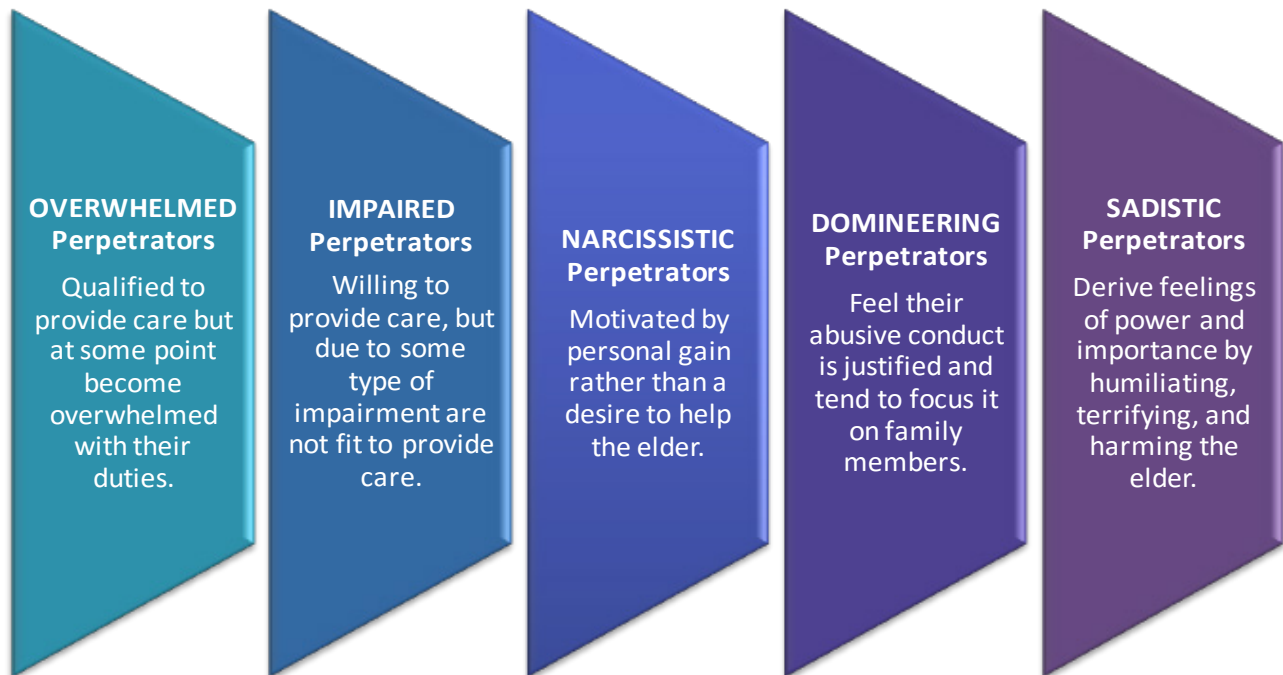 OVERWHELMED
Perpetrators
Qualified to
provide care but
at some point
become
overwhelmed
with their
duties.
IMPAIRED
Perpetrators
Willing to
provide care, but
due to some
type of
impairment are
not fit to provide
care.
NARCISSISTIC
Perpetrators
Motivated by
personal gain
rather than a
desire to help
the elder.
DOMINEERING
Perpetrators
Feel their
abusive conduct
is justified and
tend to focus it
on family
members.
SADISTIC
Perpetrators
Derive feelings
of power and
importance by
humiliating,
terrifying, and
harming the
elder.